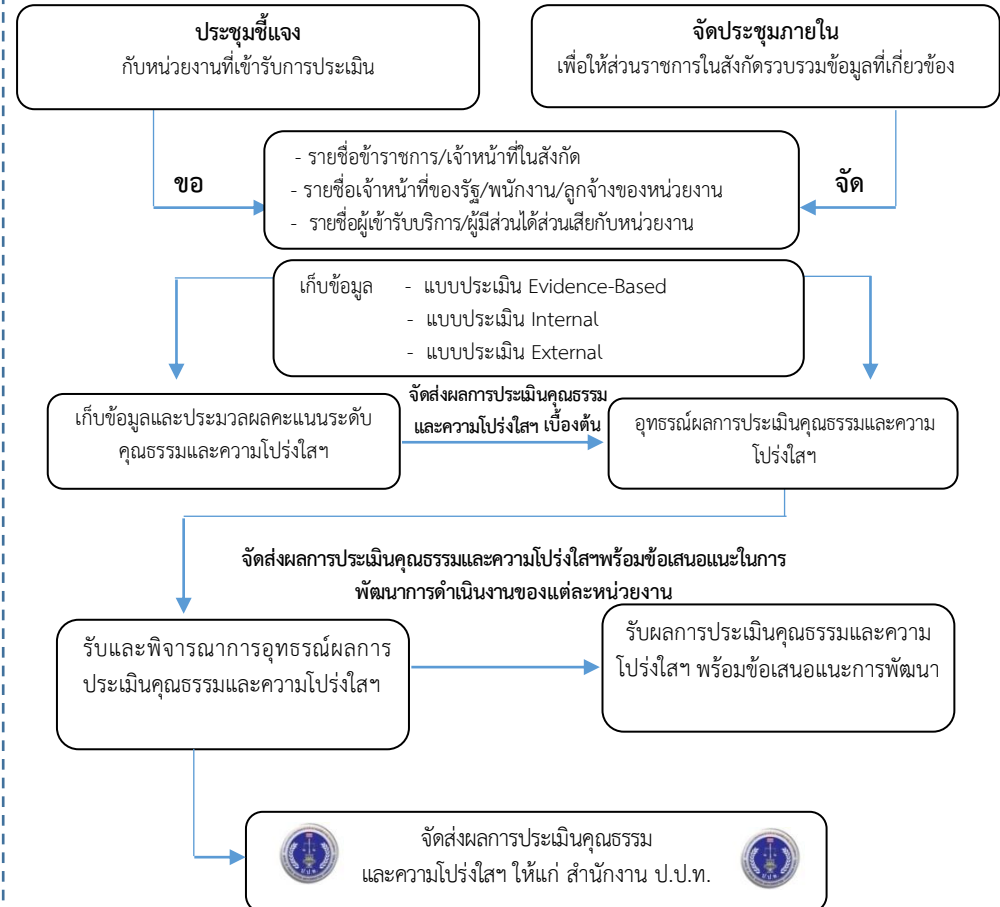 ประชุมชี้แจง
กับหน่วยงานที่เข้ารับการประเมิน
จัดประชุมภายใน
เพื่อให้ส่วนราชการในสังกัดรวบรวมข้อมูลที่เกี่ยวข้อง
ขอ
- รายชื่อข้าราชการ/เจ้าหน้าที่ในสังกัด
- รายชื่อเจ้าหน้าที่ของรัฐ/พนักงาน/ลูกจ้างของหน่วยงาน
- รายชื่อผู้เข้ารับบริการ/ผู้มีส่วนได้ส่วนเสียกับหน่วยงาน
จัด
เก็บข้อมูล - แบบประเมิน Evidence-Based
- แบบประเมิน Internal
- แบบประเมิน External
เก็บข้อมูลและประมวลผลคะแนนระดับ
คุณธรรมและความโปร่งใสฯ
จัดส่งผลการประเมินคุณธรรม
และความโปร่งใสฯ เบื้องต้น
อุทธรณ์ผลการประเมินคุณธรรมและความ
โปร่งใสฯ
จัดส่งผลการประเมินคุณธรรมและความโปร่งใสฯพร้อมข้อเสนอแนะในการ
พัฒนาการดำเนินงานของแต่ละหน่วยงาน
รับและพิจารณาการอุทธรณ์ผลการ
ประเมินคุณธรรมและความโปร่งใสฯ
รับผลการประเมินคุณธรรมและความ
โปร่งใสฯ พร้อมข้อเสนอแนะการพัฒนา
จัดส่งผลการประเมินคุณธรรม
และความโปร่งใสฯ ให้แก่ สำนักงาน ป.ป.ท.